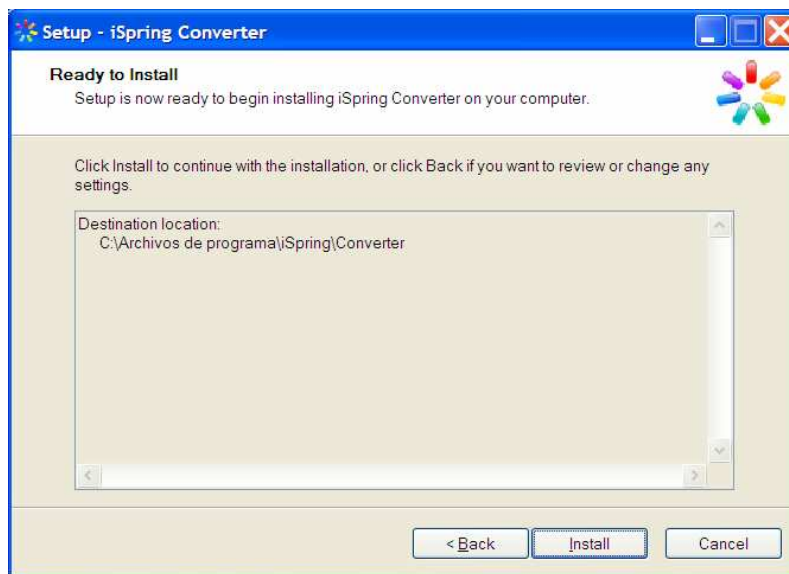 Setup - iSpring Converter
Ready to Install
Setup is now ready to begin installing iSpring Converter on your computer.
Click Install to continue with the installation, or click Back if you want to review or change any
settings.
Destination location:
C:\Archivos de programa\iSpring\Converter
< Back
Install
Cancel